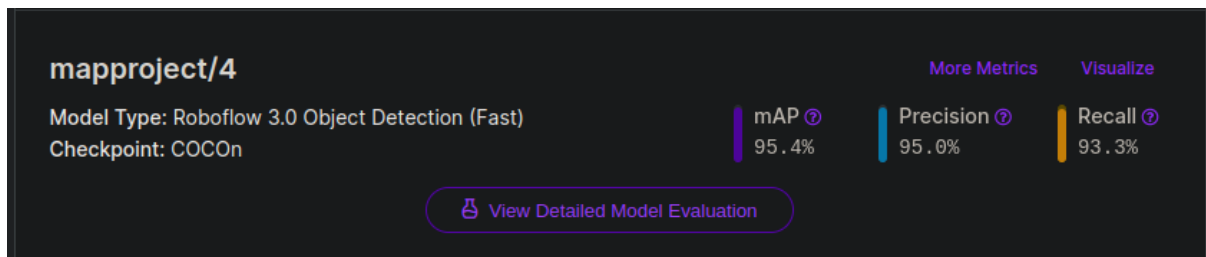 mapproject/4
More Metrics
Visualize
Model Type: Roboflow 3.0 Object Detection (Fast)
Checkpoint: COCOn
mAP ?
95.4%
Precision ?
95.0%
Recall ?
93.3%
View Detailed Model Evaluation